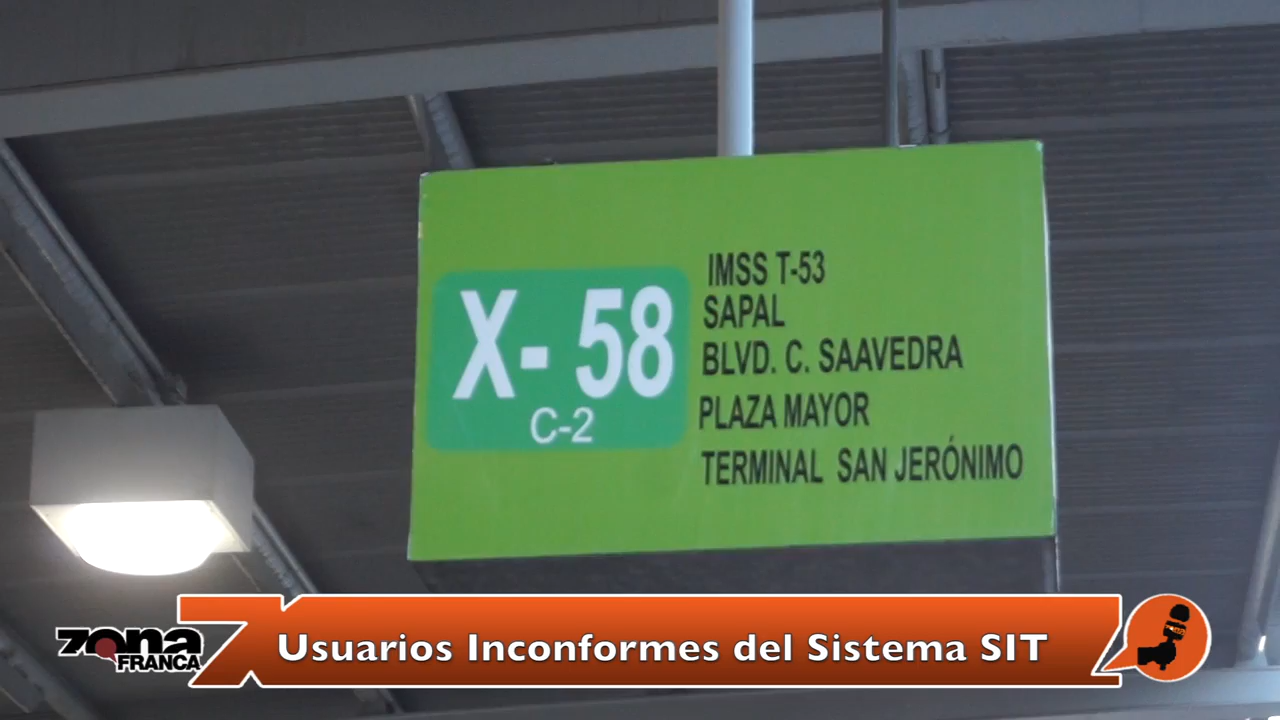 X- 58
C-2
IMSS T-53
SAPAL
BLVD. C. SAAVEDRA
PLAZA MAYOR
TERMINAL SAN JERÓNIMO
zona
FRANCA
Usuarios Inconformes del Sistema SIT